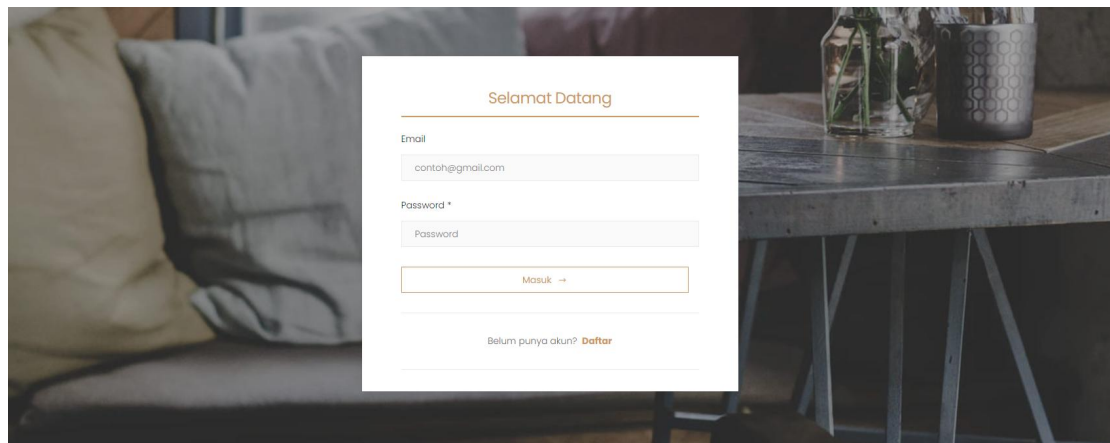 Selamat Datang
Email
contoh@gmail.com
Password *
Password
Masuk →
Belum punya akun? Daftar